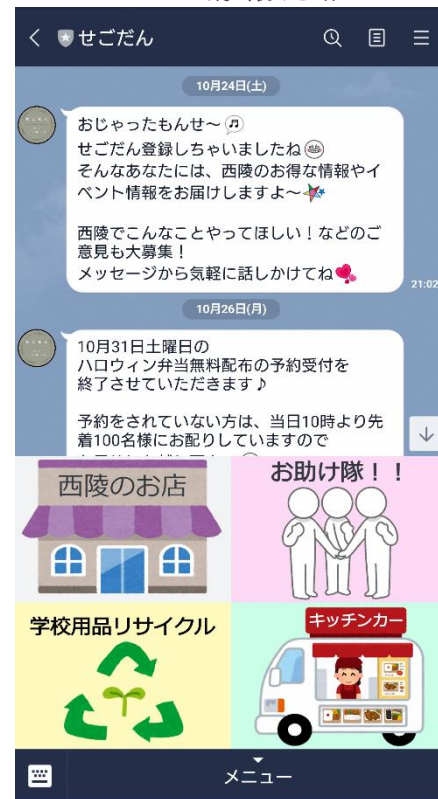 せごだん
10月24日(土)
おじゃったもんせ~
せごだん登録しちゃいましたね
そんなあなたには、西陵のお得な情報やイ
ベント情報をお届けしますよ~
西陵でこんなことやってほしい！などのご
意見も大募集！
メッセージから気軽に話しかけてね
21:02
10月26日(月)
10月31日土曜日の
ハロウィン弁当無料配布の予約受付を
終了させていただきます♪
予約をされていない方は、当日10時より先
着100名様にお配りしていますので
西陵のお店
お助け隊！！
学校用品リサイクル
キッチンカー
メニュー